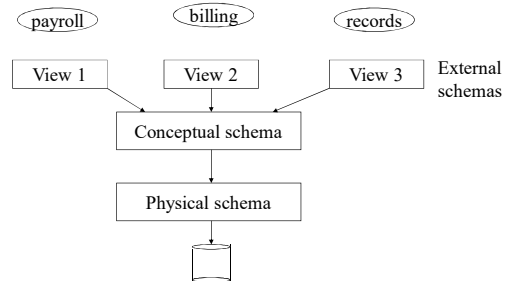 payroll
billing
records
View 1
View 2
View 3
External
schemas
Conceptual schema
Physical schema